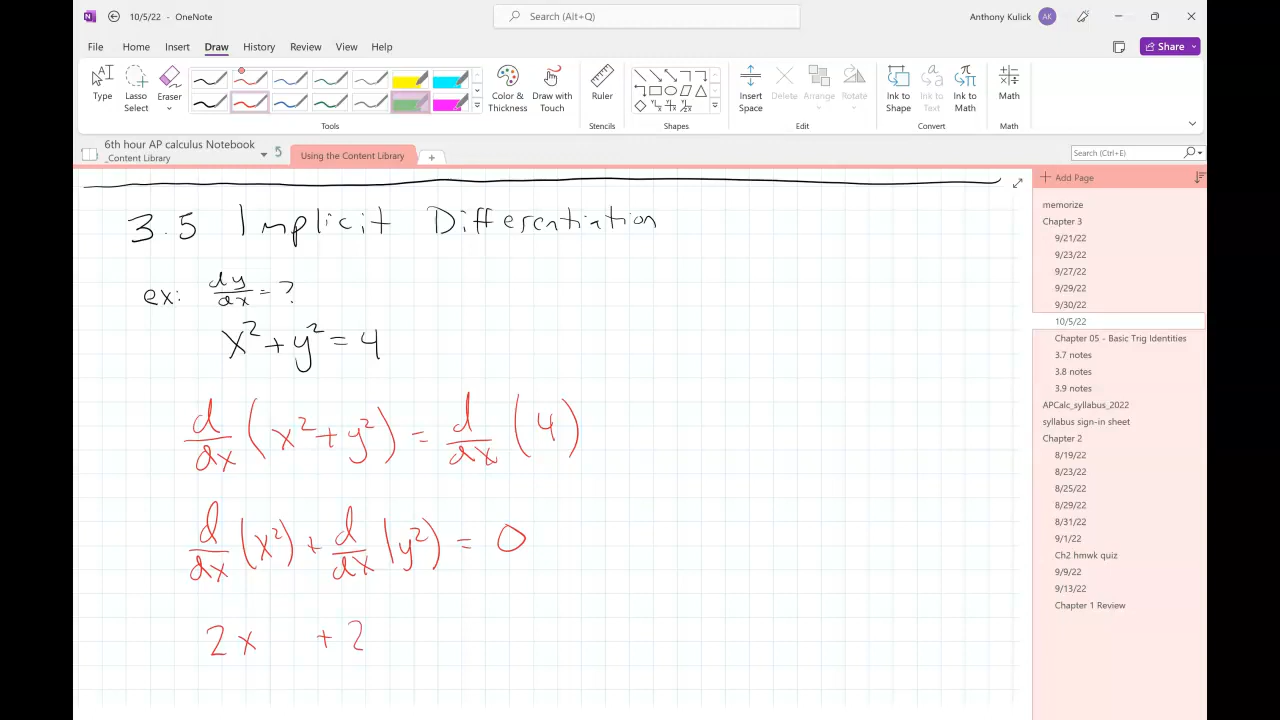 10/5/22 - OneNote
Search (Alt+Q)
Anthony Kulick
AK
File Home Insert Draw History Review View Help
Share
Type
Lasso Select
Eraser
Color & Thickness
Draw with Touch
Ruler
Insert Space
Delete
Arrange
Rotate
Ink to Shape
Ink to Text
Ink to Math
Math
Tools
Stencils
Shapes
Edit
Convert
Math
6th hour AP calculus Notebook
_Content Library
Using the Content Library
Search (Ctrl+E)
3.5 Implicit Differentiation
ex: dy/dx = ?
x² + y² = 4
d/dx (x² + y²) = d/dx (4)
d/dx (x²) + d/dx (y²) = 0
2x + 2
Add Page
memorize
Chapter 3
9/21/22
9/23/22
9/27/22
9/29/22
9/30/22
10/5/22
Chapter 05 - Basic Trig Identities
3.7 notes
3.8 notes
3.9 notes
APCalc_syllabus_2022
syllabus sign-in sheet
Chapter 2
8/19/22
8/23/22
8/25/22
8/29/22
8/31/22
9/1/22
Ch2 hmwk quiz
9/9/22
9/13/22
Chapter 1 Review